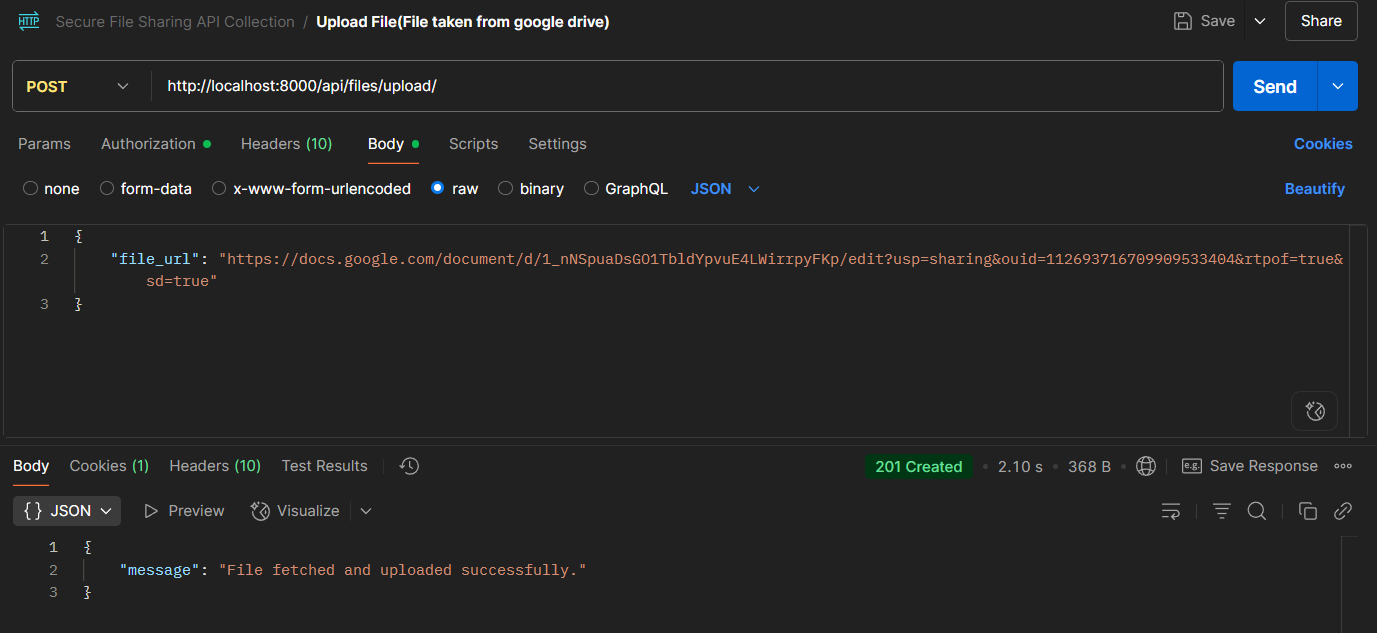 HTTP Secure File Sharing API Collection / Upload File(File taken from google drive) Save Share
POST http://localhost:8000/api/files/upload/ Send
Params Authorization Headers (10) Body Scripts Settings Cookies
none form-data x-www-form-urlencoded raw binary GraphQL JSON Beautify
1 {
2 "file_url": "https://docs.google.com/document/d/1_nNSpuaDsGO1TbldYpvuE4LWirrpyFKp/edit?usp=sharing&ouid=112693716709909533404&rtpof=true&
sd=true"
3 }
Body Cookies (1) Headers (10) Test Results 201 Created • 2.10 s • 368 B • e.g. Save Response
{} JSON Preview Visualize
1 {
2 "message": "File fetched and uploaded successfully."
3 }